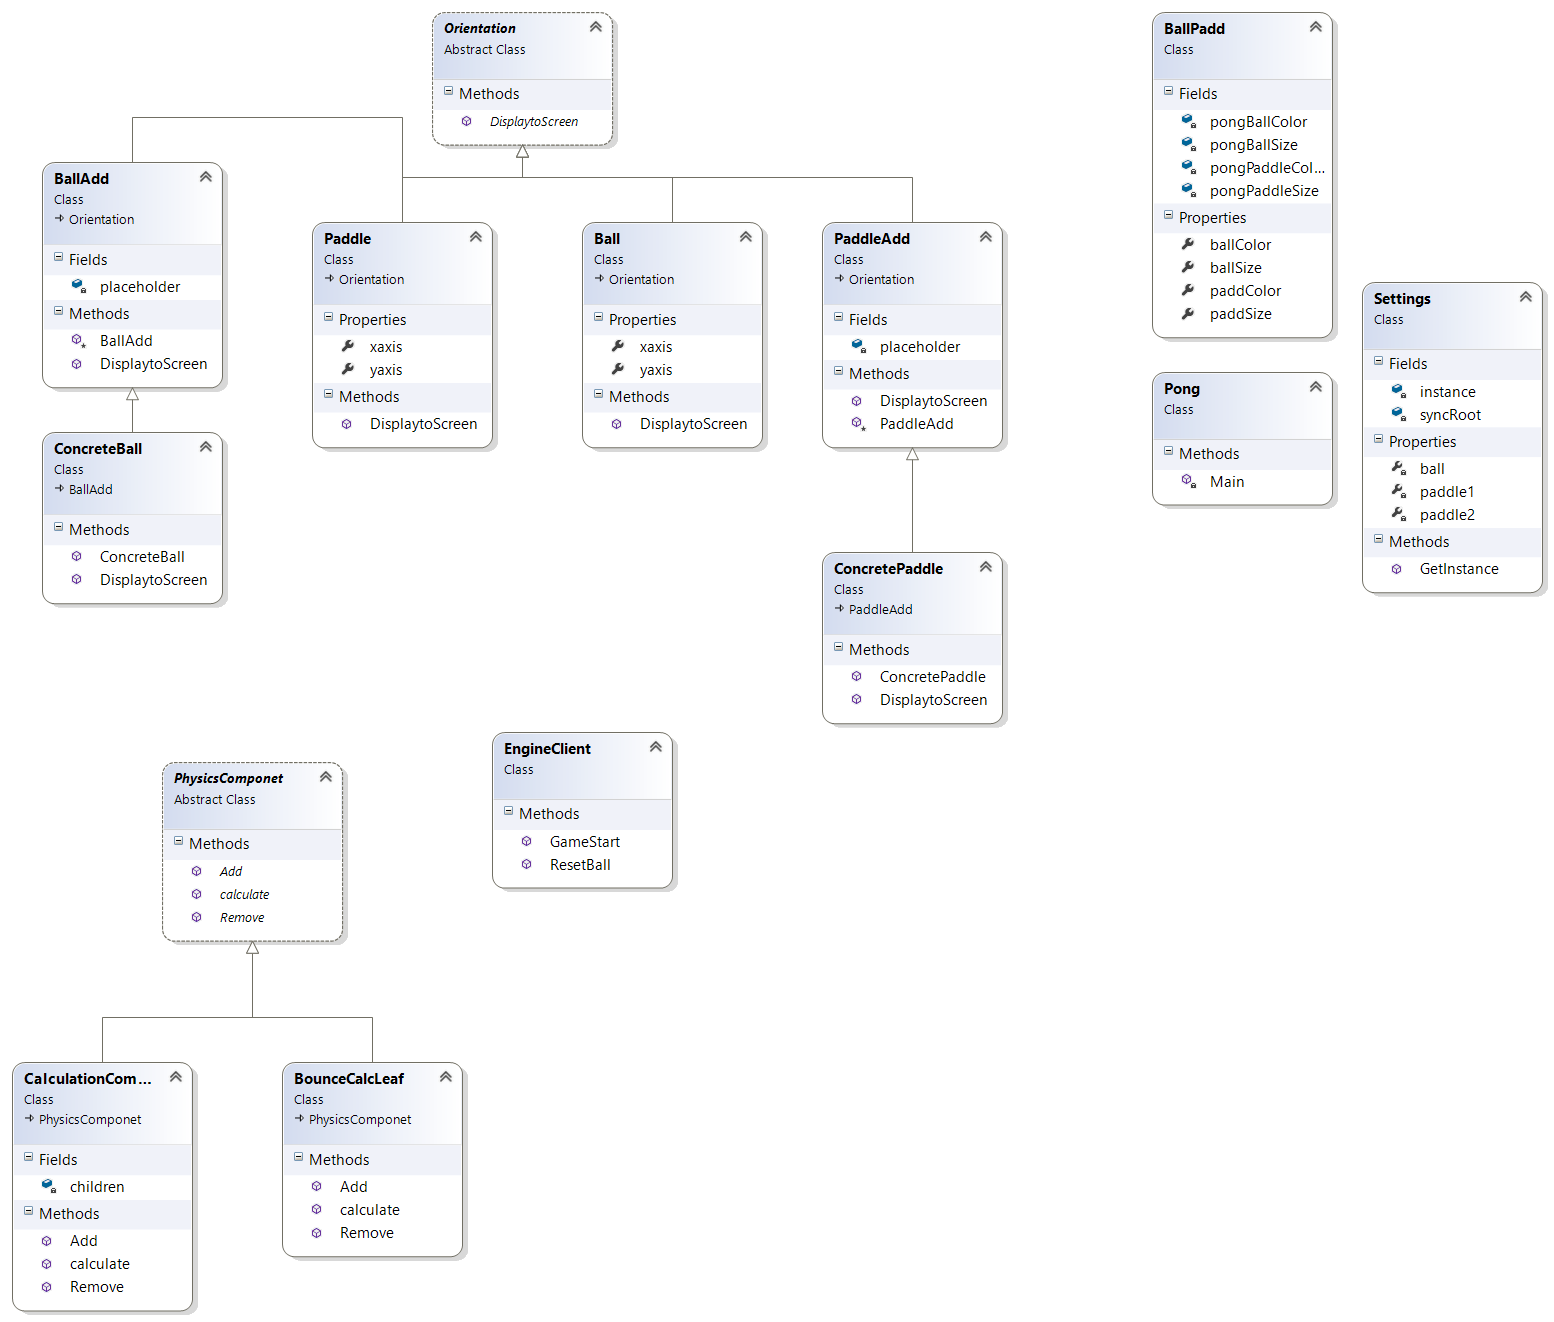 Orientation
Abstract Class
Methods
DisplaytoScreen
BallAdd
Class
Orientation
Fields
placeholder
Methods
BallAdd
DisplaytoScreen
ConcreteBall
Class
BallAdd
Methods
ConcreteBall
DisplaytoScreen
Paddle
Class
Orientation
Properties
xaxis
yaxis
Methods
DisplaytoScreen
Ball
Class
Orientation
Properties
xaxis
yaxis
Methods
DisplaytoScreen
PaddleAdd
Class
Orientation
Fields
placeholder
Methods
DisplaytoScreen
PaddleAdd
ConcretePaddle
Class
PaddleAdd
Methods
ConcretePaddle
DisplaytoScreen
BallPadd
Class
Fields
pongBallColor
pongBallSize
pongPaddleCol...
pongPaddleSize
Properties
ballColor
ballSize
paddColor
paddSize
Pong
Class
Methods
Main
Settings
Class
Fields
instance
syncRoot
Properties
ball
paddle1
paddle2
Methods
GetInstance
EngineClient
Class
Methods
GameStart
ResetBall
PhysicsComponet
Abstract Class
Methods
Add
calculate
Remove
CalculationCom...
Class
PhysicsComponet
Fields
children
Methods
Add
calculate
Remove
BounceCalcLeaf
Class
PhysicsComponet
Methods
Add
calculate
Remove